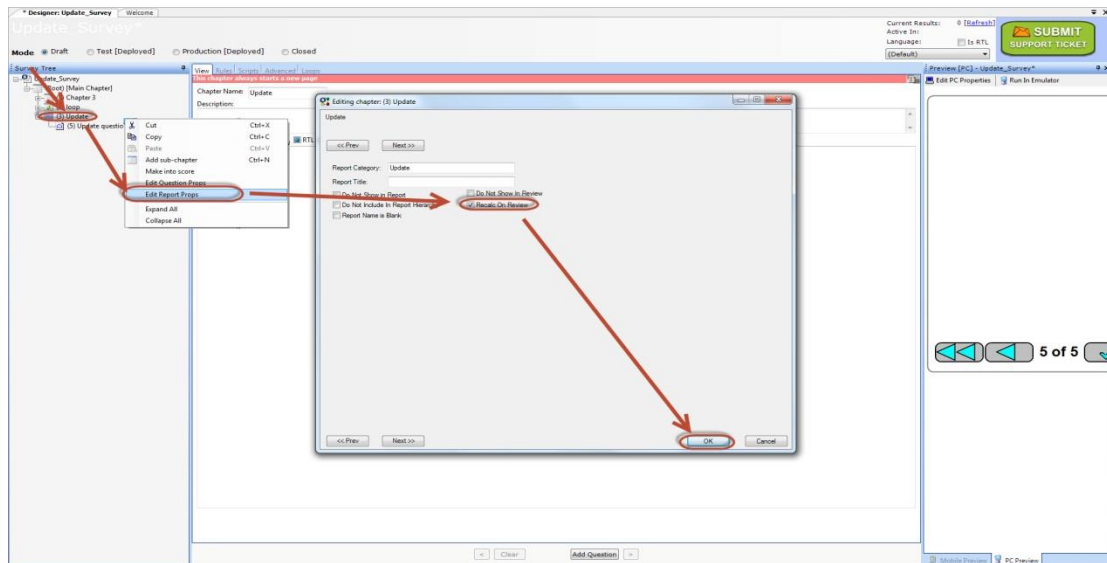 * Designer: Update_Survey Welcome
Update_Survey*
Current Results: 0 [Refresh]
Active In:
Language: Is RTL
(Default)
SUBMIT
SUPPORT TICKET
Mode Draft Test [Deployed] Production [Deployed] Closed
Survey Tree
Update_Survey
(Root) [Main Chapter]
Chapter 3
loop
(3) Update
(5) Update questio
Cut Ctrl+X
Copy Ctrl+C
Paste Ctrl+V
Add sub-chapter Ctrl+N
Make into score
Edit Question Props
Edit Report Props
Expand All
Collapse All
View Rules Scripts Advanced Loops
This chapter always starts a new page
Chapter Name: Update
Description:
RTL
Editing chapter: (3) Update
Update
<< Prev Next >>
Report Category: Update
Report Title:
Do Not Show in Report Do Not Show In Review
Do Not Include In Report Hierarc Recalc On Review
Report Name is Blank
<< Prev Next >> OK Cancel
< Clear Add Question >
Preview [PC] - Update_Survey*
Edit PC Properties Run In Emulator
5 of 5
Mobile Preview PC Preview